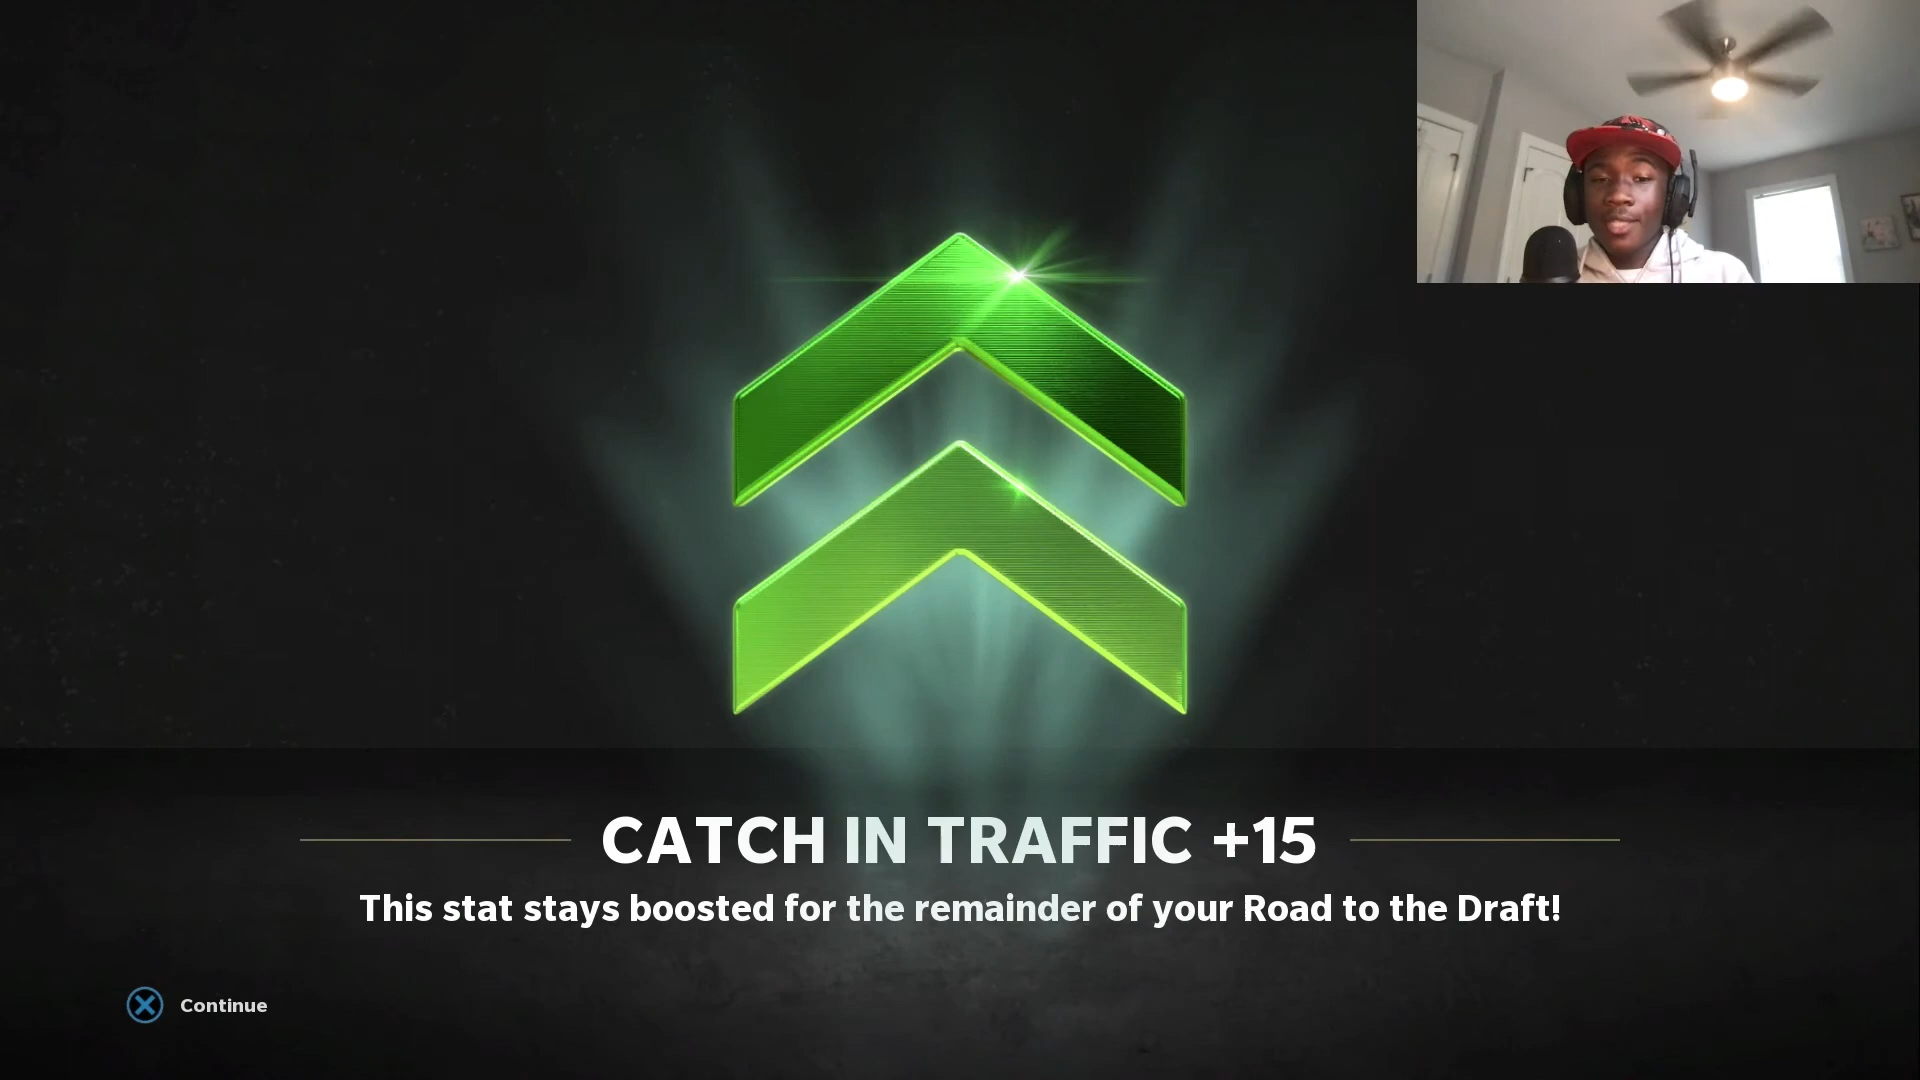 CATCH IN TRAFFIC +15
This stat stays boosted for the remainder of your Road to the Draft!
Continue